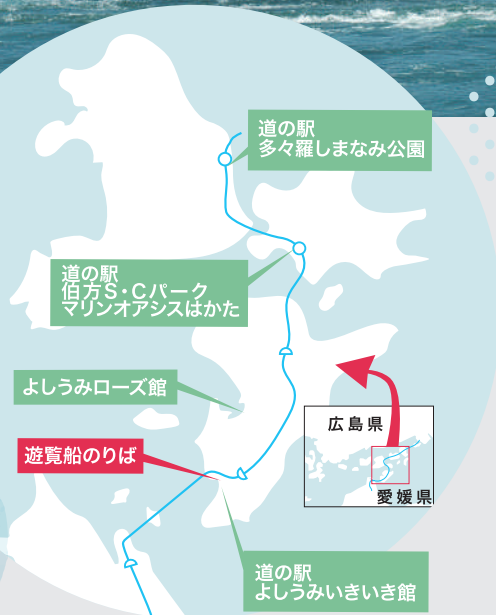 道の駅
多々羅しまなみ公園
道の駅
伯方S・Cパーク
マリンオアシスはかた
よしうみローズ館
広島県
遊覧船のりば
愛媛県
道の駅
よしうみいきいき館